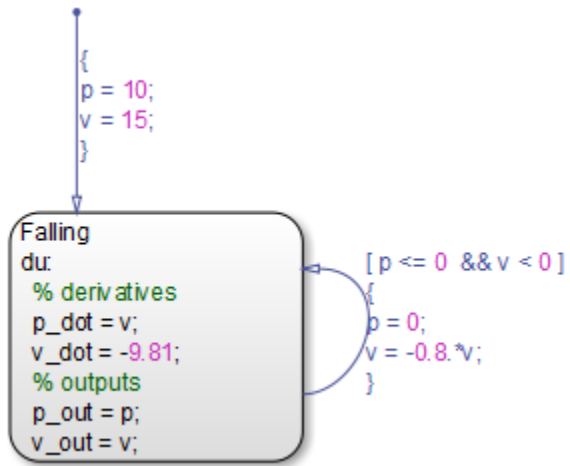 {
p = 10;
v = 15;
}
Falling
du:
% derivatives
p_dot = v;
v_dot = -9.81;
% outputs
p_out = p;
v_out = v;
[ p <= 0 && v < 0 ]
{
p = 0;
v = -0.8.*v;
}